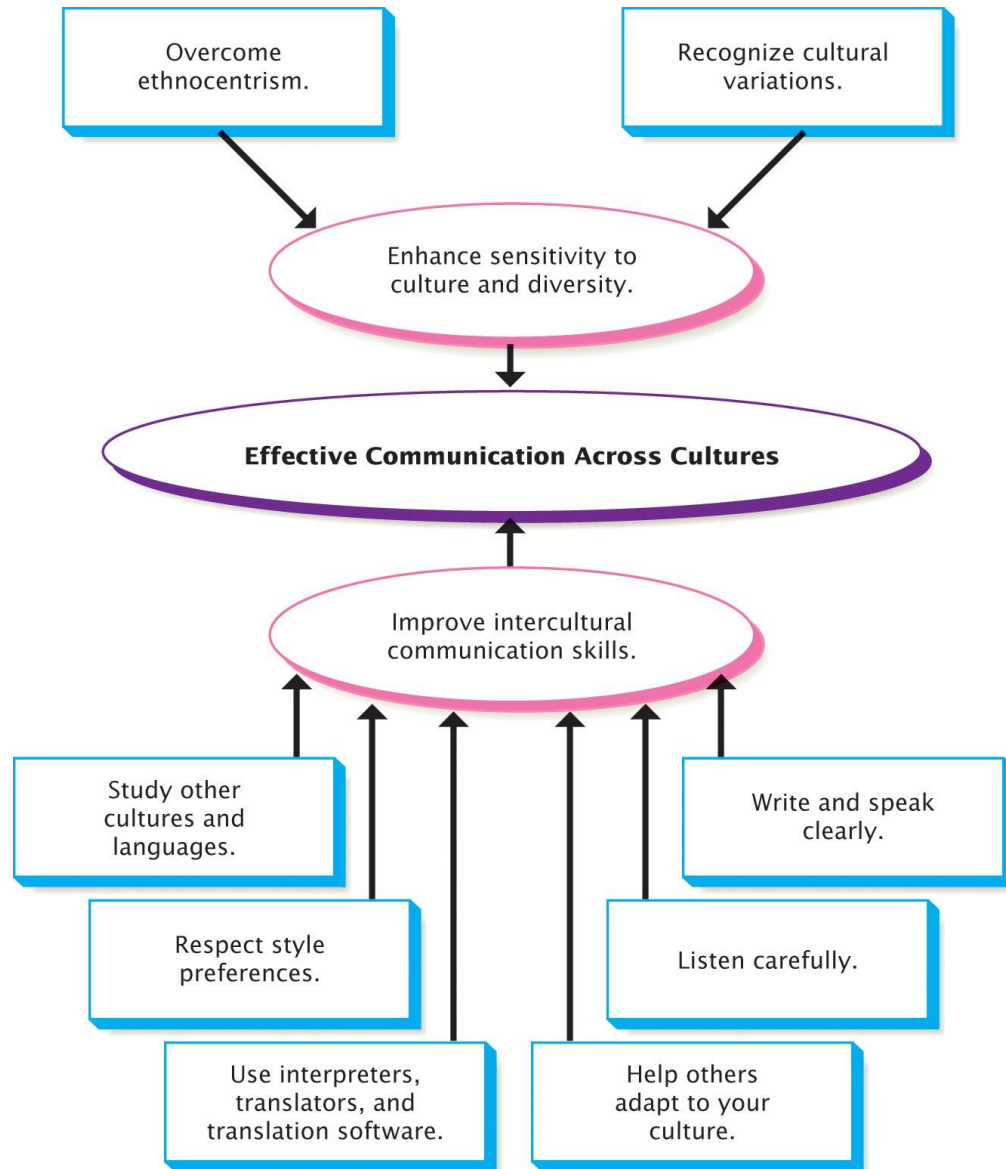 Overcome
ethnocentrism.
Recognize cultural
variations.
Enhance sensitivity to
culture and diversity.
Effective Communication Across Cultures
Improve intercultural
communication skills.
Study other
cultures and
languages.
Write and speak
clearly.
Respect style
preferences.
Listen carefully.
Use interpreters,
translators, and
translation software.
Help others
adapt to your
culture.